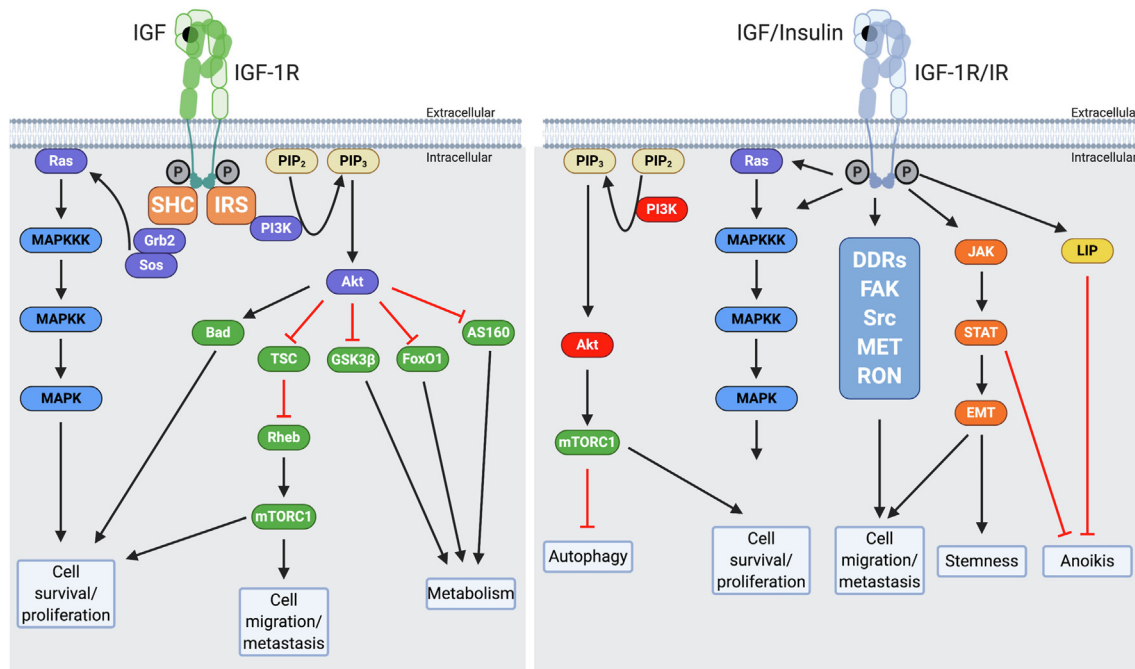 IGF
IGF-1R
Extracellular
Intracellular
Ras
P
P
PIP2
PIP3
SHC
IRS
PI3K
Grb2
Sos
MAPKKK
MAPKK
MAPK
Akt
Bad
TSC
GSK3β
FoxO1
AS160
Rheb
mTORC1
Cell
survival/
proliferation
Cell
migration/
metastasis
Metabolism
IGF/Insulin
IGF-1R/IR
Extracellular
Intracellular
PIP3
PIP2
PI3K
Ras
P
P
MAPKKK
MAPKK
MAPK
DDRs
FAK
Src
MET
RON
JAK
STAT
EMT
LIP
Akt
mTORC1
Autophagy
Cell
survival/
proliferation
Cell
migration/
metastasis
Stemness
Anoikis